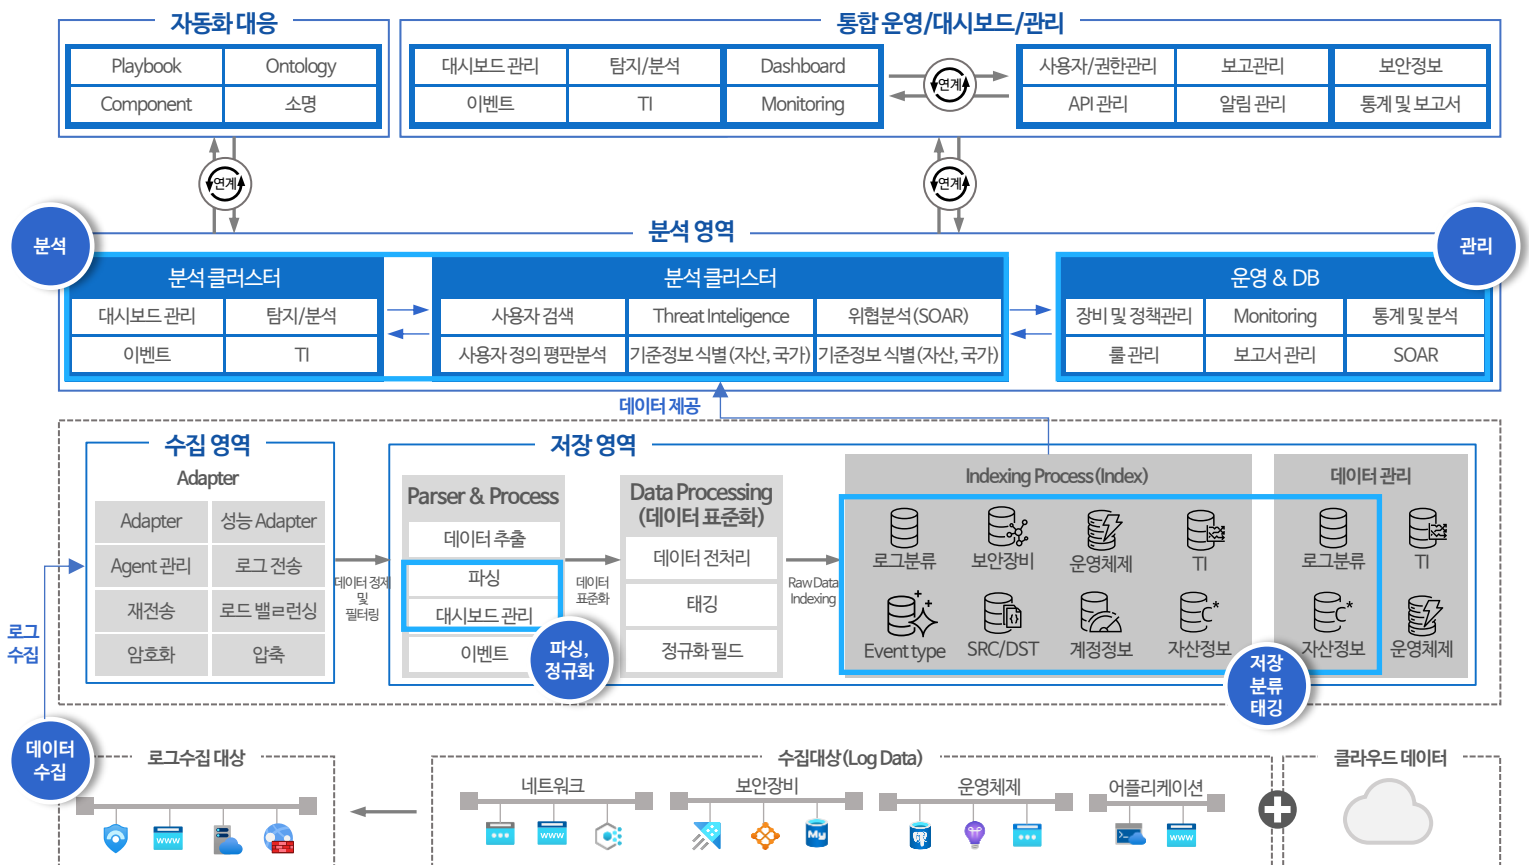 자동화 대응
Playbook
Ontology
Component
소명
통합 운영/대시보드/관리
대시보드 관리
탐지/분석
Dashboard
이벤트
TI
Monitoring
연계
사용자/권한관리
보고관리
보안정보
API 관리
알림 관리
통계 및 보고서
연계
연계
분석
분석 영역
관리
분석 클러스터
대시보드 관리
탐지/분석
이벤트
TI
분석 클러스터
사용자 검색
Threat Inteligence
위협분석(SOAR)
사용자 정의 평판분석
기준정보 식별(자산, 국가)
기준정보 식별(자산, 국가)
운영 & DB
장비 및 정책관리
Monitoring
통계 및 분석
룰 관리
보고서 관리
SOAR
데이터 제공
수집 영역
Adapter
Adapter
성능 Adapter
Agent 관리
로그 전송
재전송
로드 밸ㄹ런싱
암호화
압축
로그
수집
데이터 정제
및
필터링
저장 영역
Parser & Process
데이터 추출
파싱
대시보드 관리
이벤트
파싱,
정규화
데이터
표준화
Data Processing
(데이터 표준화)
데이터 전처리
태깅
정규화 필드
Raw Data
Indexing
Indexing Process(Index)
로그분류
보안장비
운영체제
TI
Event type
SRC/DST
계정정보
자산정보
데이터 관리
로그분류
TI
자산정보
운영체제
저장
분류
태깅
데이터
수집
로그수집 대상
www
수집대상(Log Data)
네트워크
www
보안장비
My
운영체제
어플리케이션
www
클라우드 데이터